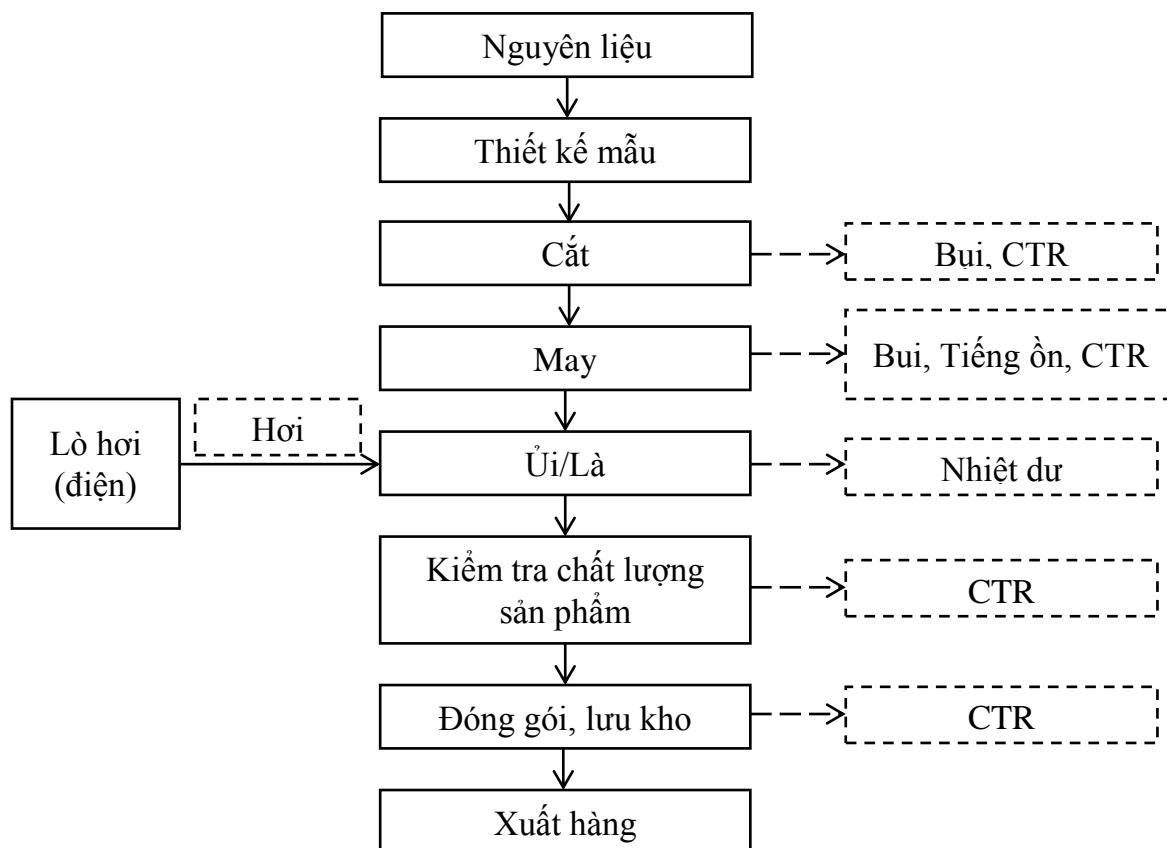 Nguyên liệu
Thiết kế mẫu
Cắt
Bụi, CTR
May
Bui, Tiếng ồn, CTR
Lò hơi
(điện)
Hơi
Ủi/Là
Nhiệt dư
Kiểm tra chất lượng
sản phẩm
CTR
Đóng gói, lưu kho
CTR
Xuất hàng